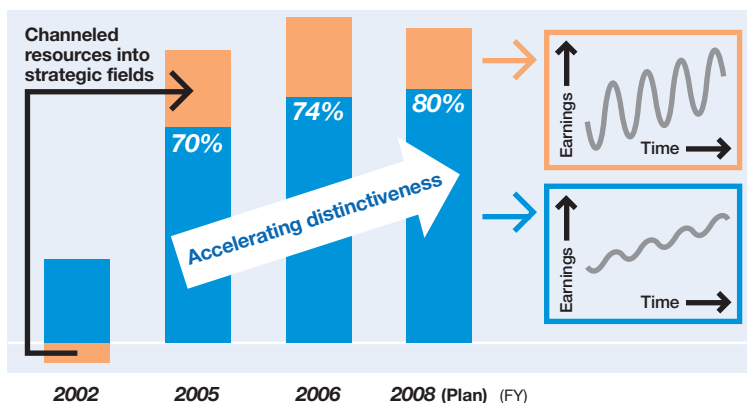 Channeled
resources into
strategic fields
70%
74%
80%
Accelerating distinctiveness
Earnings
Time
Earnings
Time
2002
2005
2006
2008 (Plan) (FY)